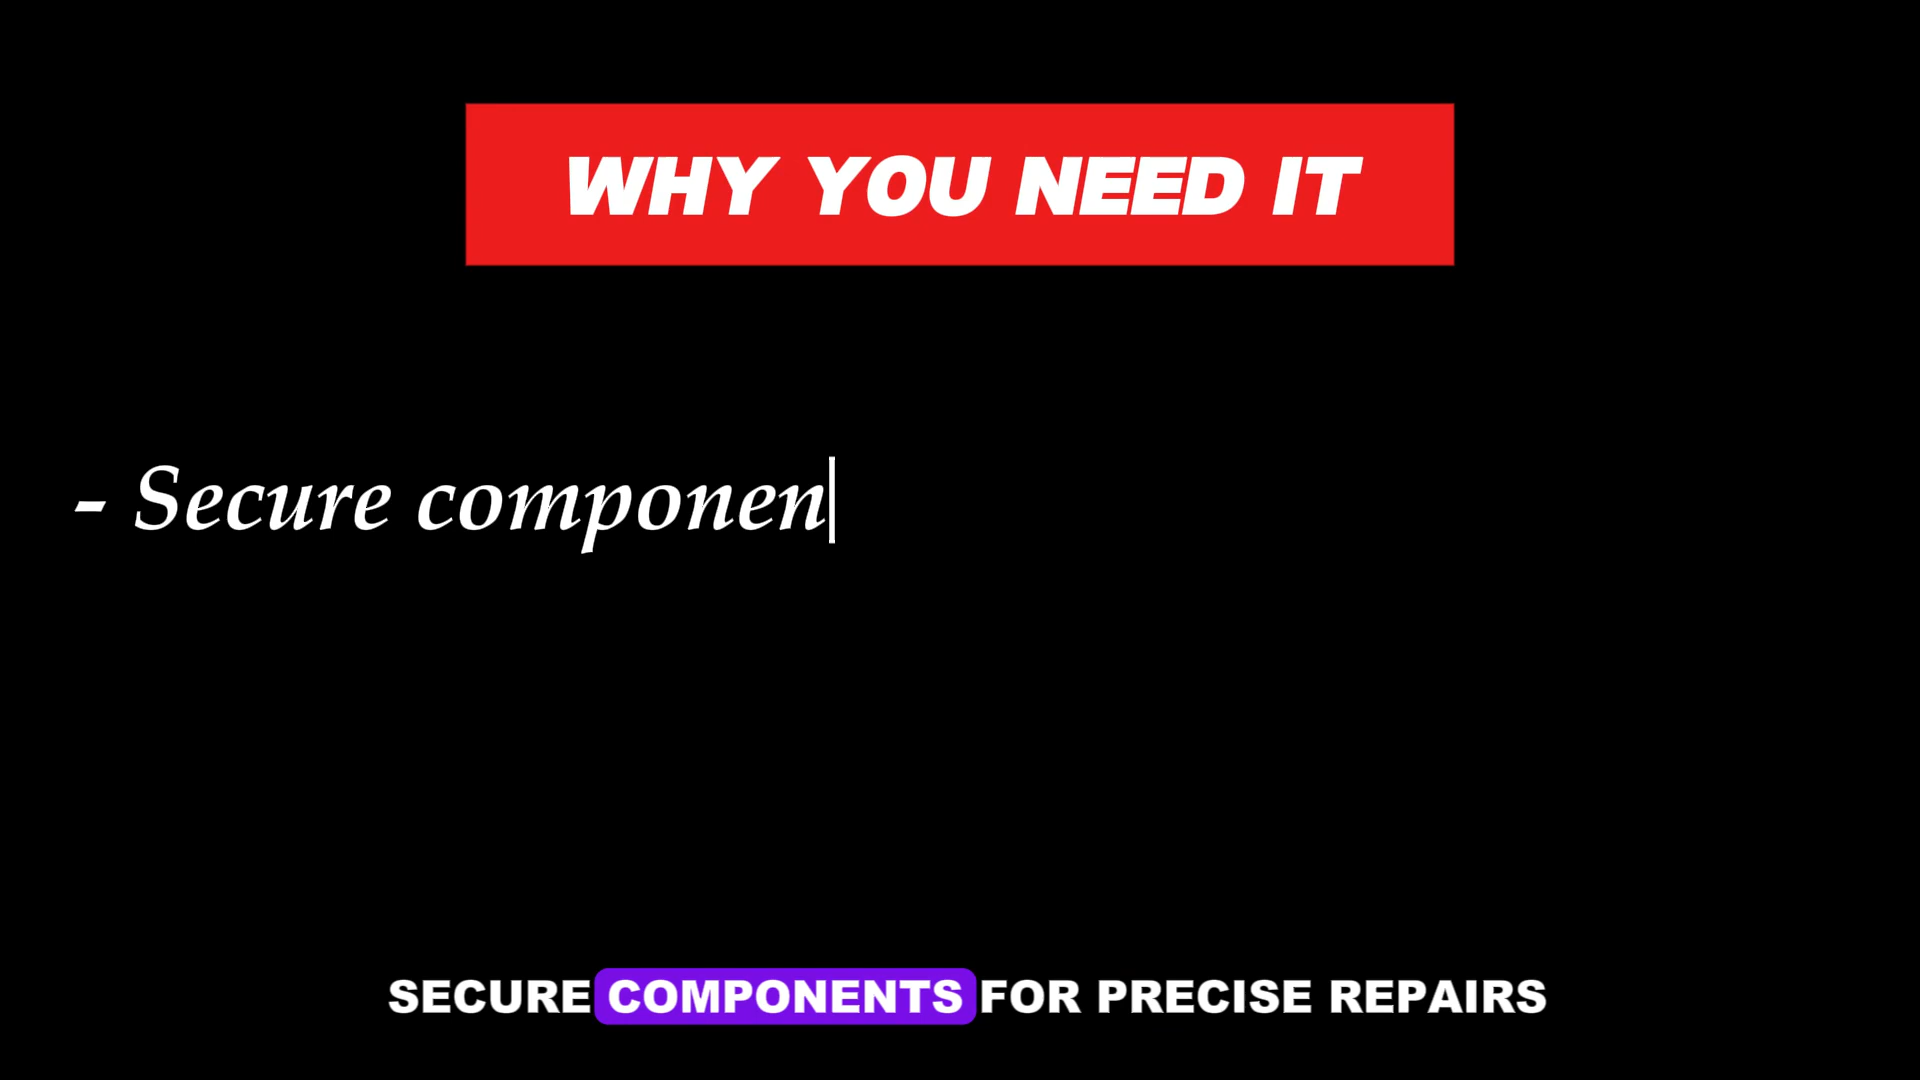 WHY YOU NEED IT
- Secure componen
SECURE COMPONENTS FOR PRECISE REPAIRS